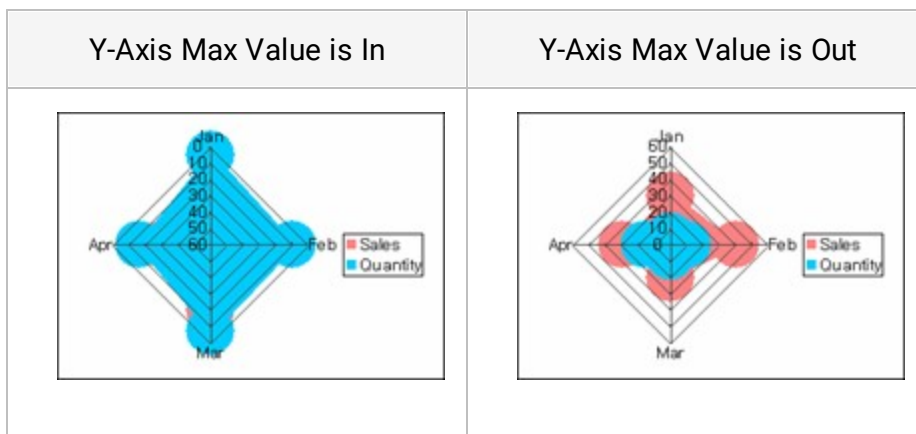 Y-Axis Max Value is In
Y-Axis Max Value is Out
Jan
0
10
20
30
40
50
60
Apr
Feb
Mar
Sales
Quantity
Jan
60
50
40
30
20
10
0
Apr
Feb
Mar
Sales
Quantity